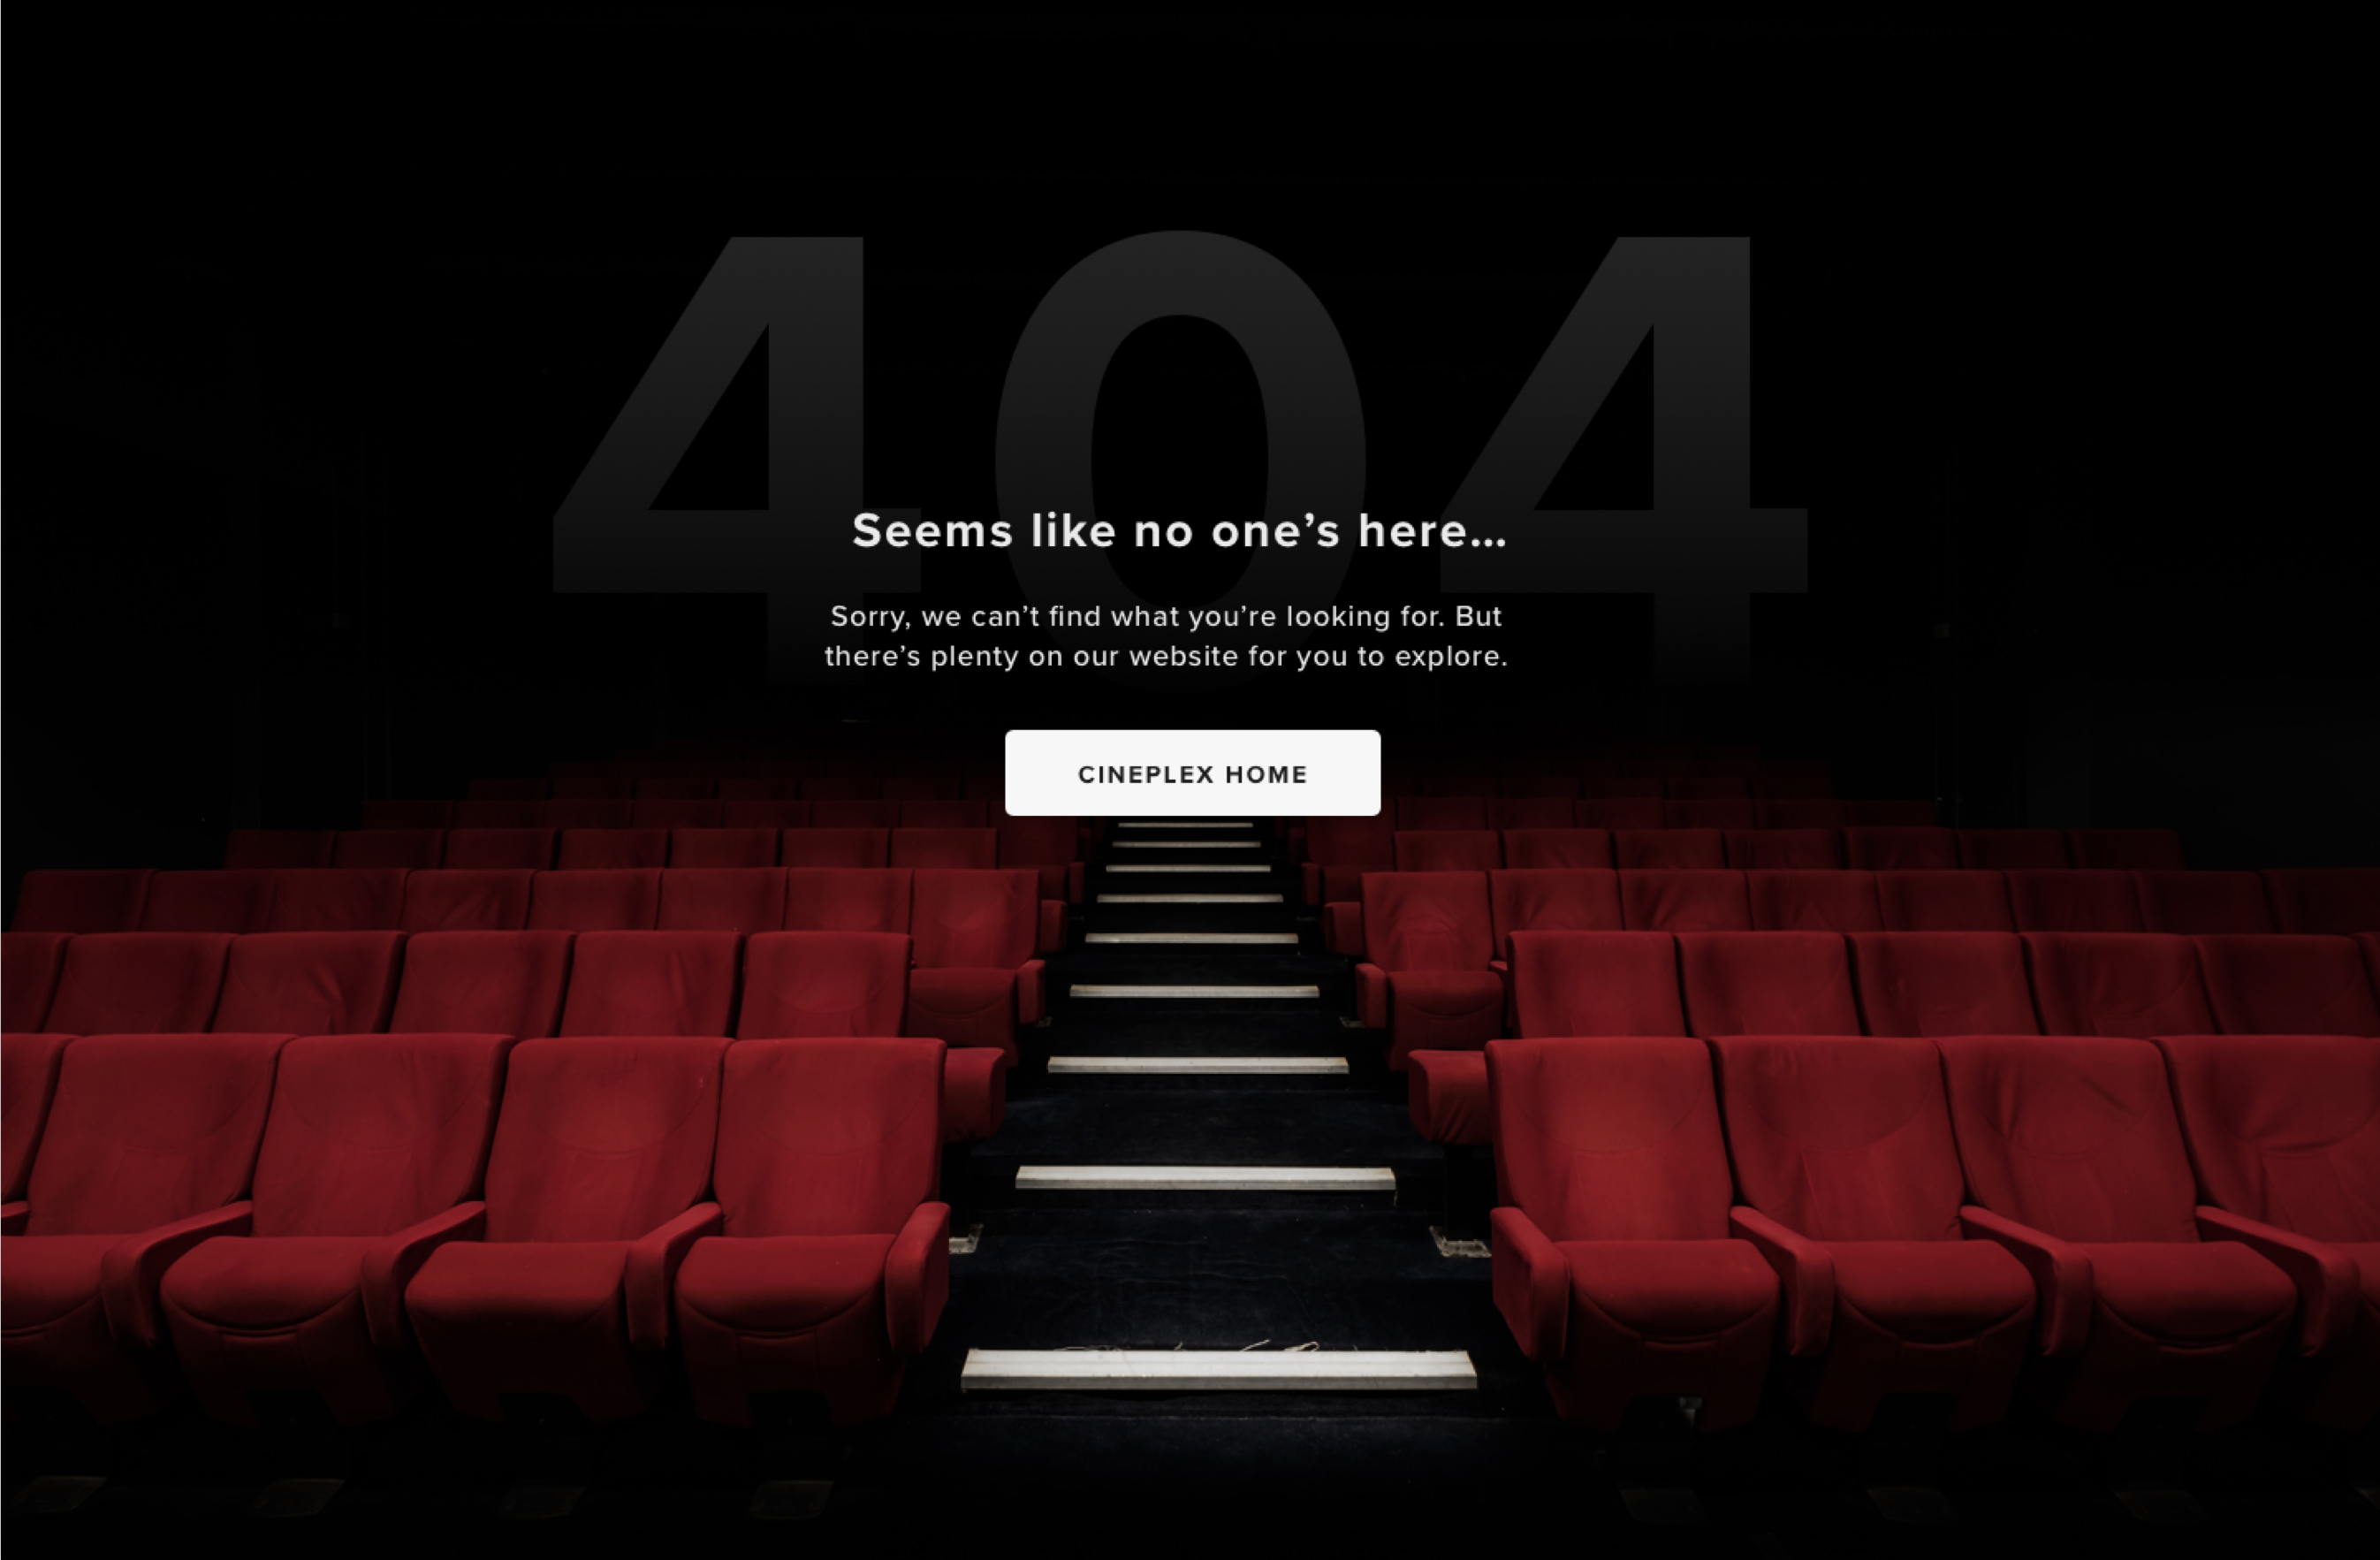 404
Seems like no one’s here...
Sorry, we can’t find what you’re looking for. But
there’s plenty on our website for you to explore.
CINEPLEX HOME